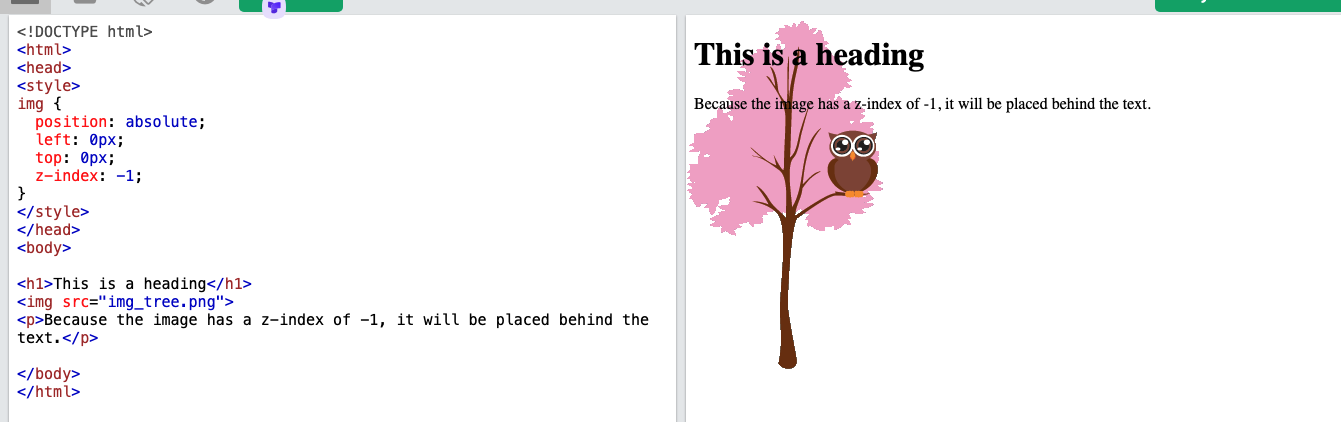 <!DOCTYPE html>
<html>
<head>
<style>
img {
  position: absolute;
  left: 0px;
  top: 0px;
  z-index: -1;
}
</style>
</head>
<body>

<h1>This is a heading</h1>
<img src="img_tree.png">
<p>Because the image has a z-index of -1, it will be placed behind the
text.</p>

</body>
</html>
This is a heading
Because the image has a z-index of -1, it will be placed behind the text.